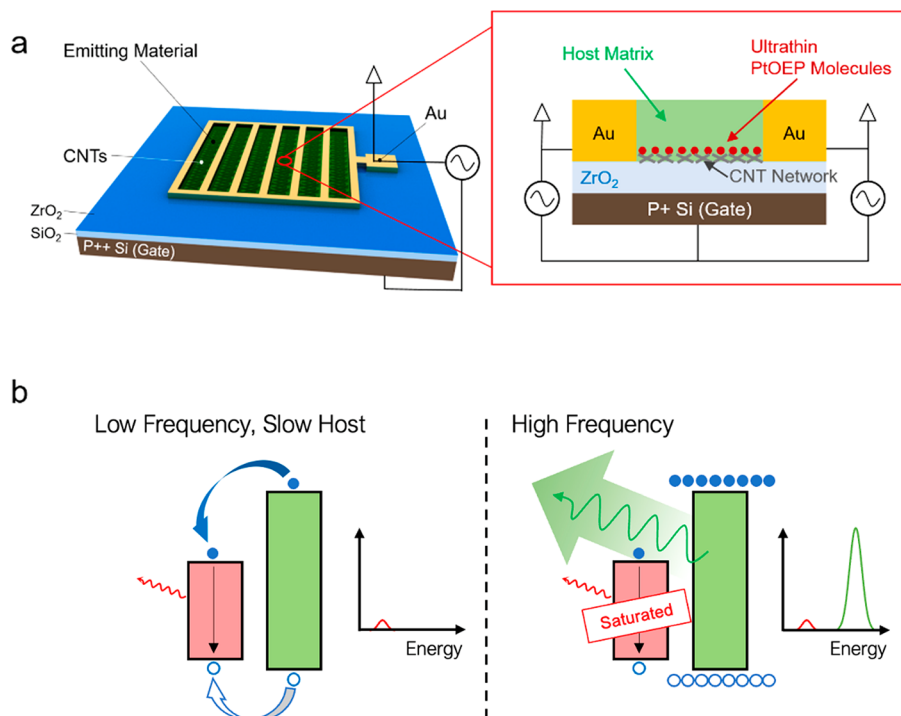 a
Emitting Material
CNTs
Au
ZrO₂
SiO₂
P++ Si (Gate)
Host Matrix
Ultrathin
PtOEP Molecules
Au
Au
CNT Network
ZrO₂
P+ Si (Gate)
b
Low Frequency, Slow Host
High Frequency
Saturated
Energy
Energy